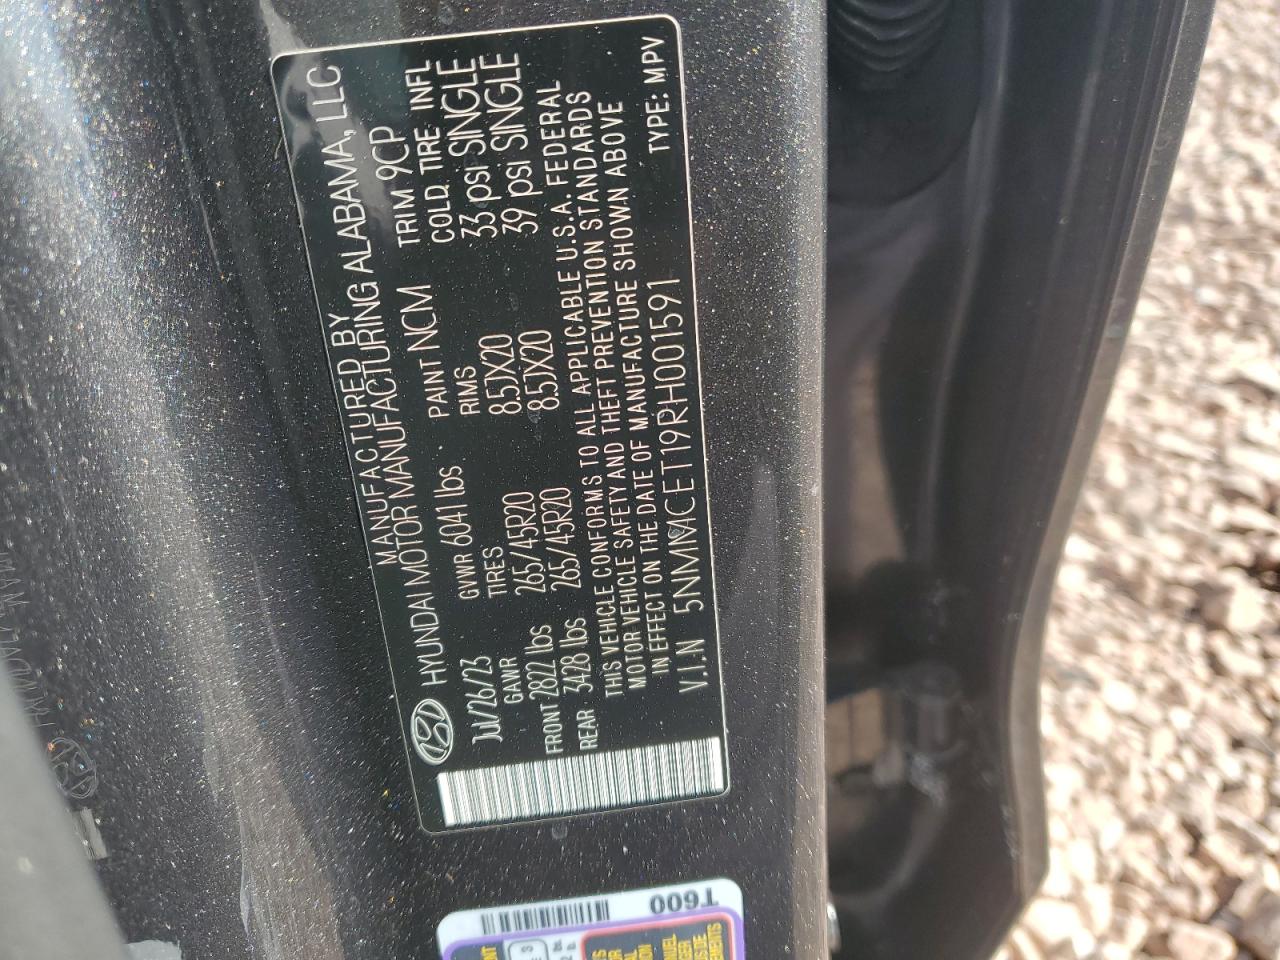 MANUFACTURED BY
HYUNDAI MOTOR MANUFACTURING ALABAMA, LLC
Jul/26/23 GVWR 6041 lbs PAINT NCM TRIM 9CP
GAWR TIRES RIMS COLD TIRE INFL
FRONT 2822 lbs 265/45R20 8.5JX20 33 psi SINGLE
REAR 3428 lbs 265/45R20 8.5JX20 39 psi SINGLE
THIS VEHICLE CONFORMS TO ALL APPLICABLE U.S.A. FEDERAL
MOTOR VEHICLE SAFETY AND THEFT PREVENTION STANDARDS
IN EFFECT ON THE DATE OF MANUFACTURE SHOWN ABOVE
V.I.N 5NMMCET19RH001591 TYPE: MPV
T600